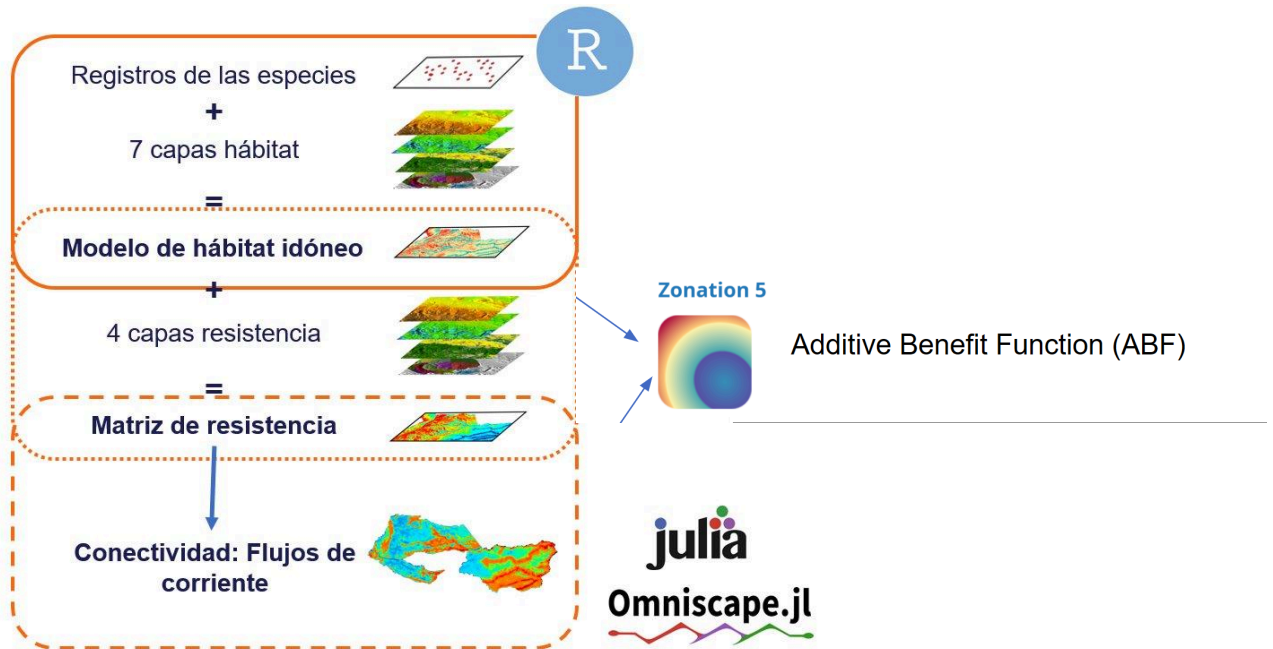 R
Registros de las especies
+
7 capas hábitat
=
Modelo de hábitat idóneo
+
4 capas resistencia
=
Matriz de resistencia
Conectividad: Flujos de
corriente
Zonation 5
Additive Benefit Function (ABF)
julia
Omniscape.jl